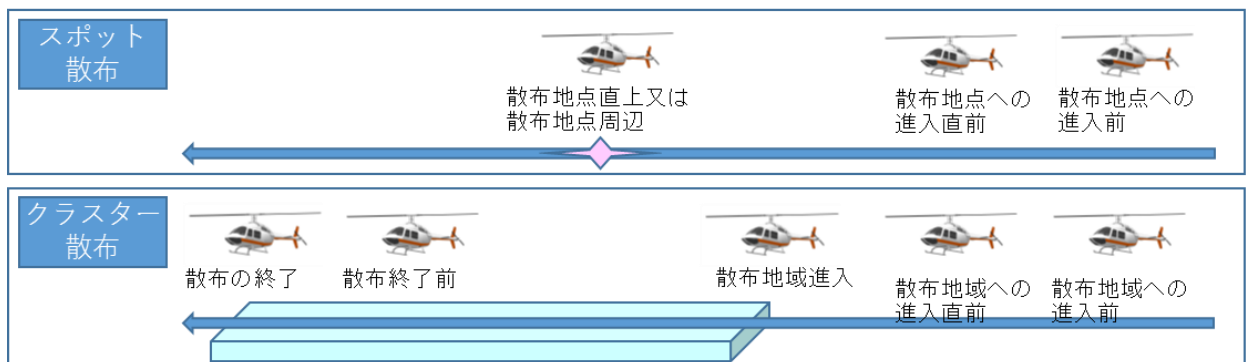 スポット
散布
散布地点直上又は
散布地点周辺
散布地点への
進入直前
散布地点への
進入前
クラスター
散布
散布の終了
散布終了前
散布地域進入
散布地域への
進入直前
散布地域への
進入前